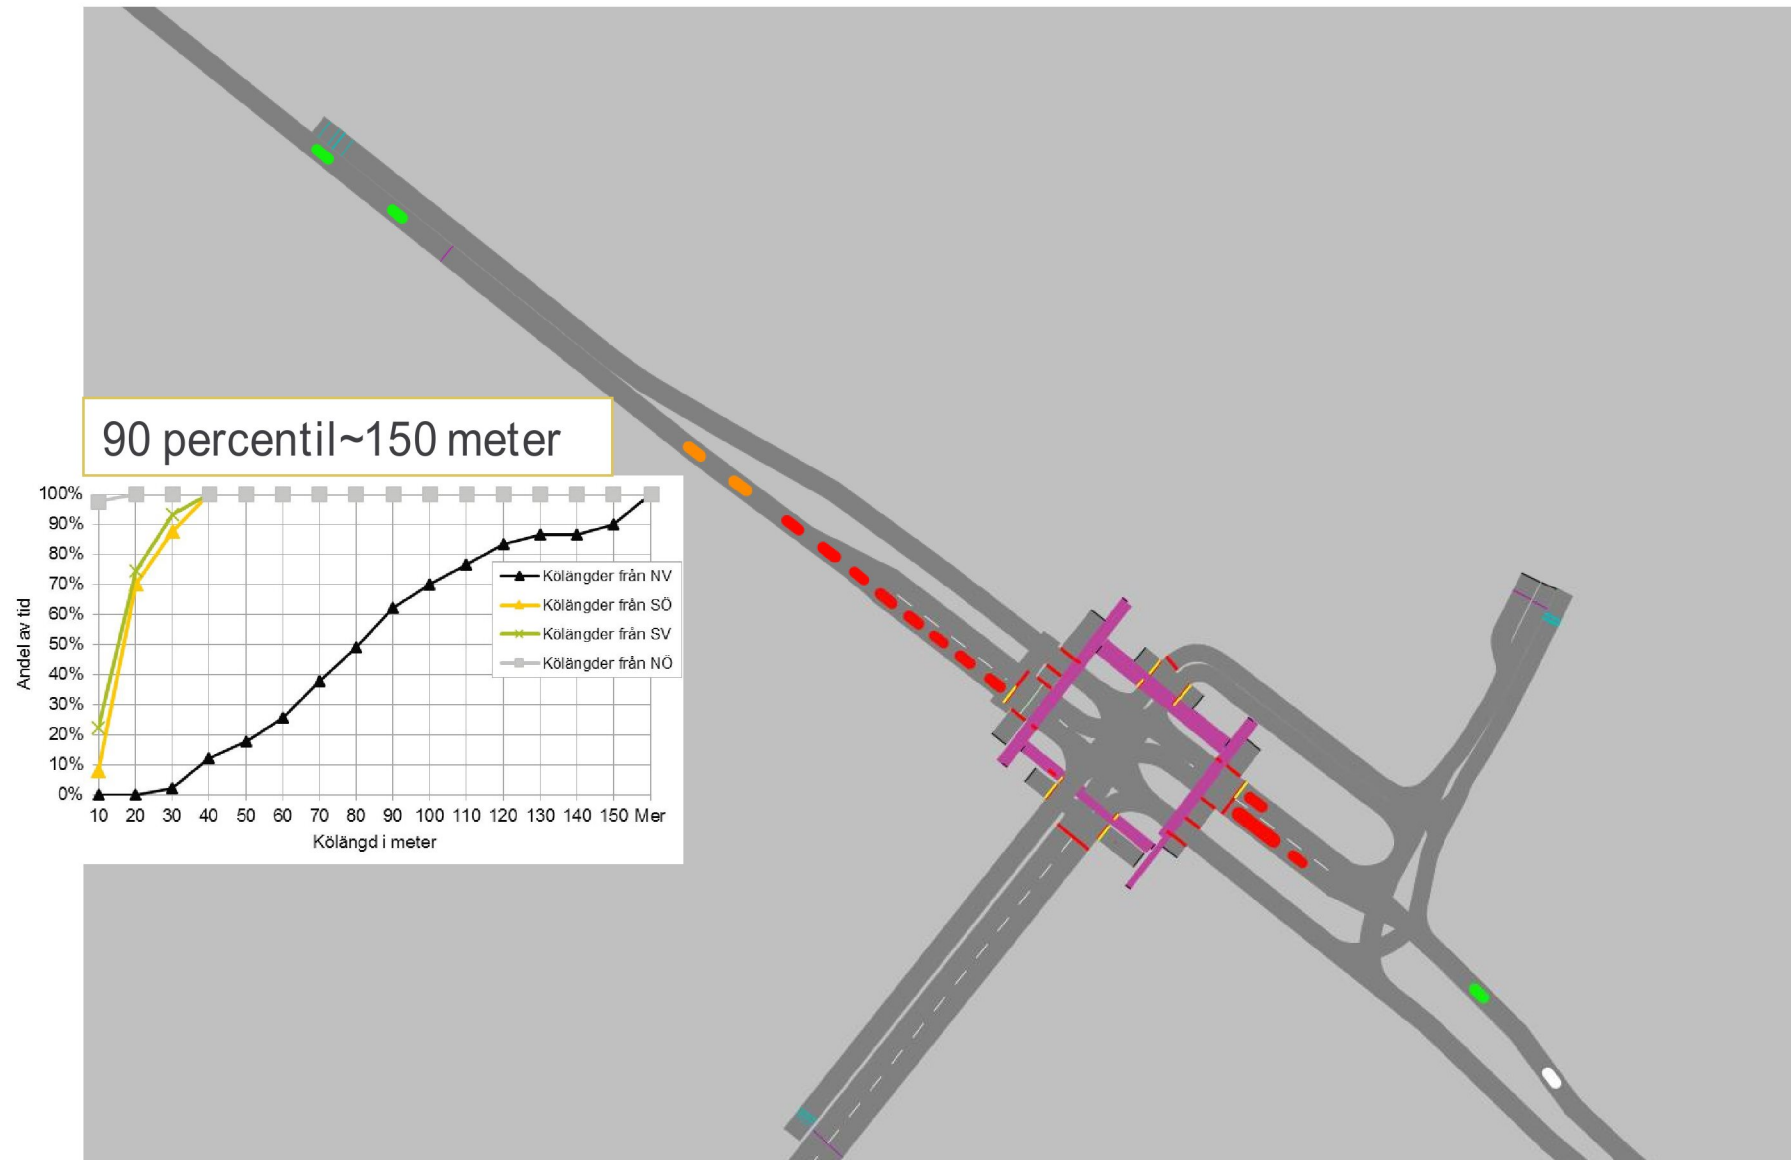 90 percentil~150 meter
100%
90%
80%
70%
60%
50%
40%
30%
20%
10%
0%
Andel av tid
10 20 30 40 50 60 70 80 90 100 110 120 130 140 150 Mer
Kölängd i meter
Kölängder från NV
Kölängder från SÖ
Kölängder från SV
Kölängder från NÖ